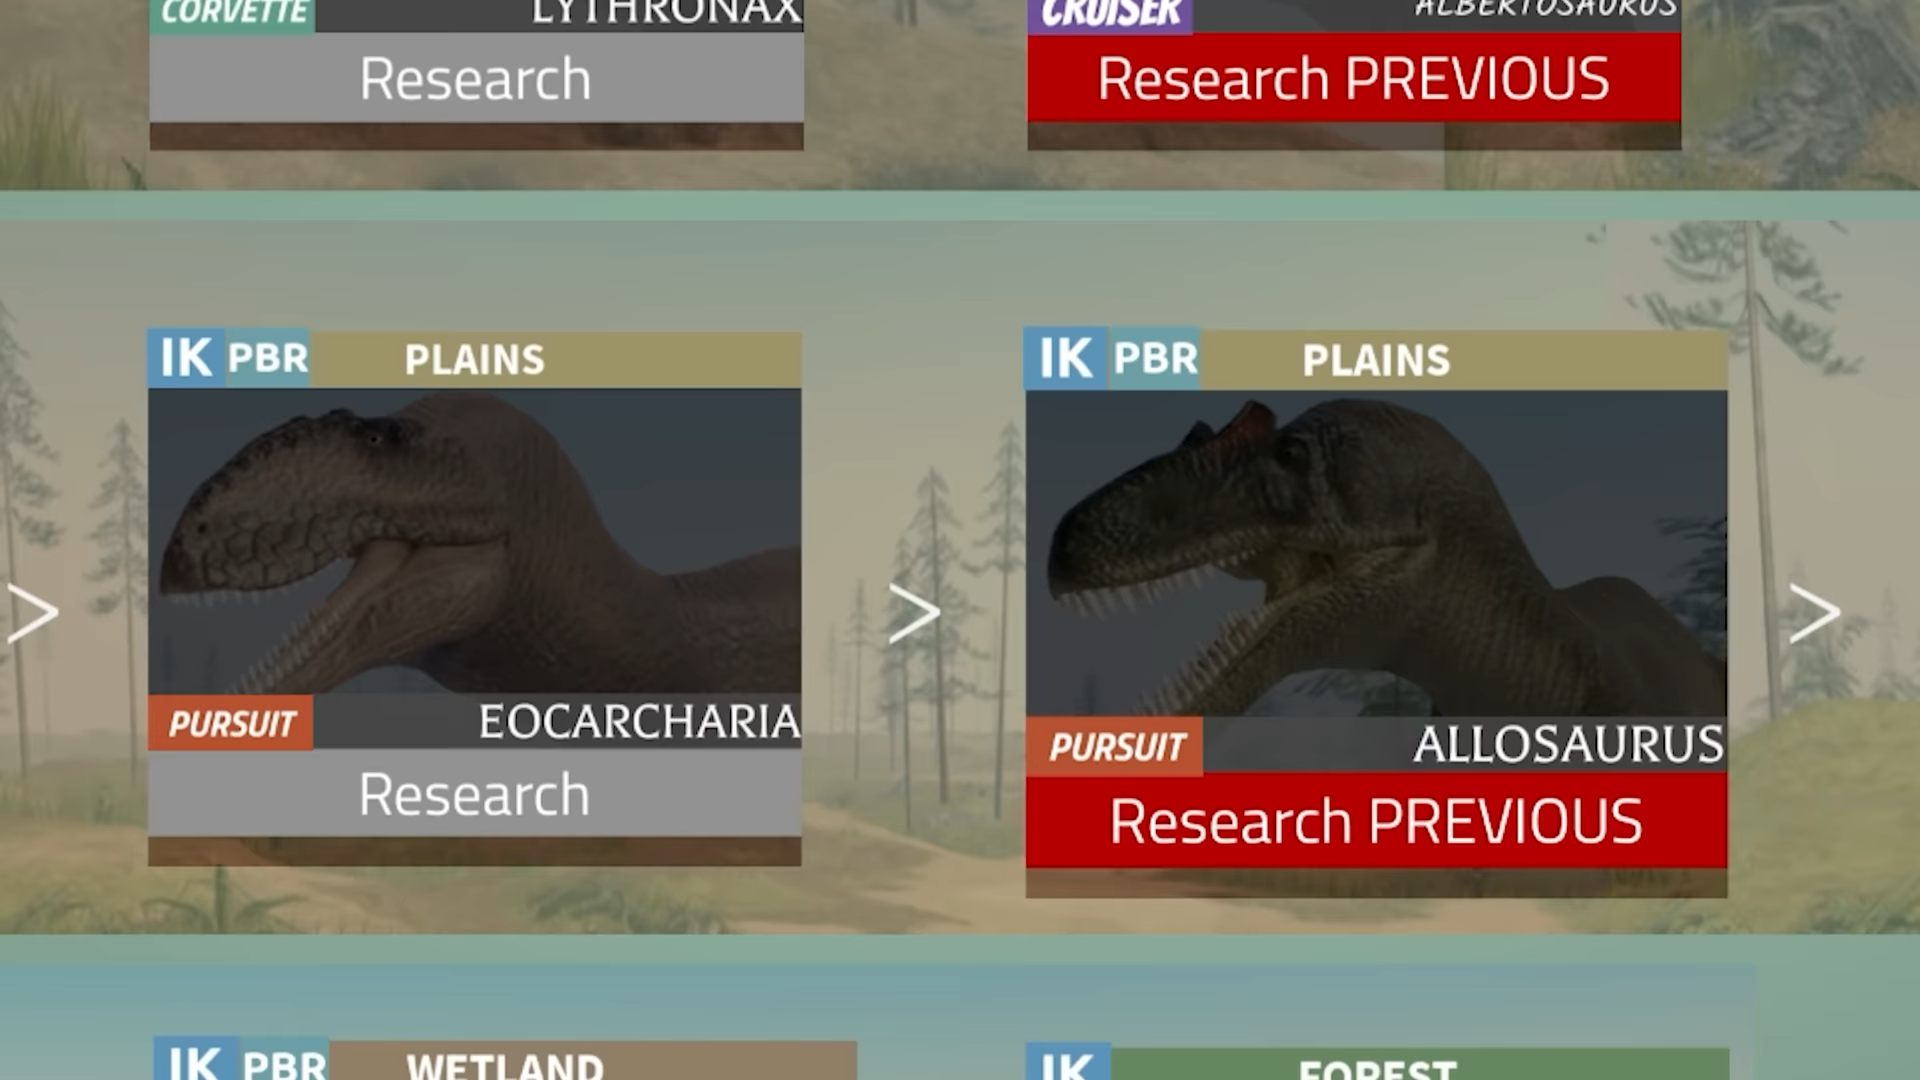 CORVETTE LYTHRONAX
Research
CRUISER ALBERTOSAURUS
Research PREVIOUS
IK PBR PLAINS
PURSUIT EOCARCHARIA
Research
>
>
>
IK PBR PLAINS
PURSUIT ALLOSAURUS
Research PREVIOUS
IK PBR WETLAND
IK FOREST